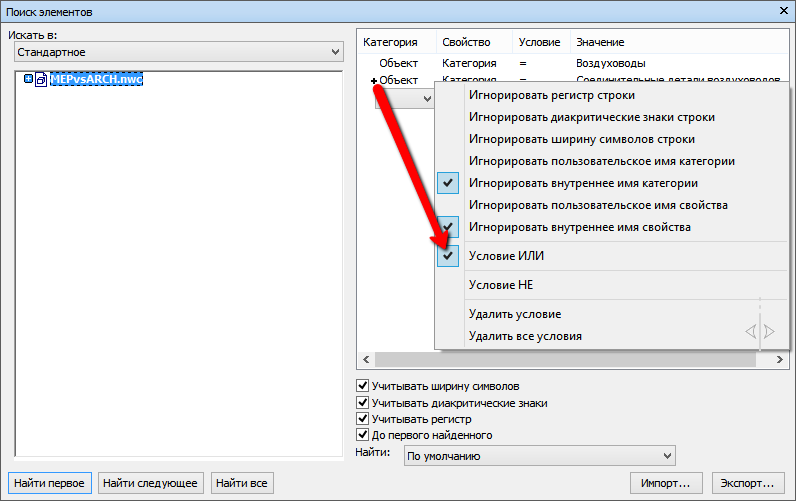 Поиск элементов
Искать в:
Стандартное
MEPvsARCH.nwc
Категория Свойство Условие Значение
Объект Категория = Воздуховоды
Объект Категория = Соединительные детали воздуховодов
Игнорировать регистр строки
Игнорировать диакритические знаки строки
Игнорировать ширину символов строки
Игнорировать пользовательское имя категории
Игнорировать внутреннее имя категории
Игнорировать пользовательское имя свойства
Игнорировать внутреннее имя свойства
Условие ИЛИ
Условие НЕ
Удалить условие
Удалить все условия
Учитывать ширину символов
Учитывать диакритические знаки
Учитывать регистр
До первого найденного
Найти: По умолчанию
Найти первое Найти следующее Найти все Импорт... Экспорт...